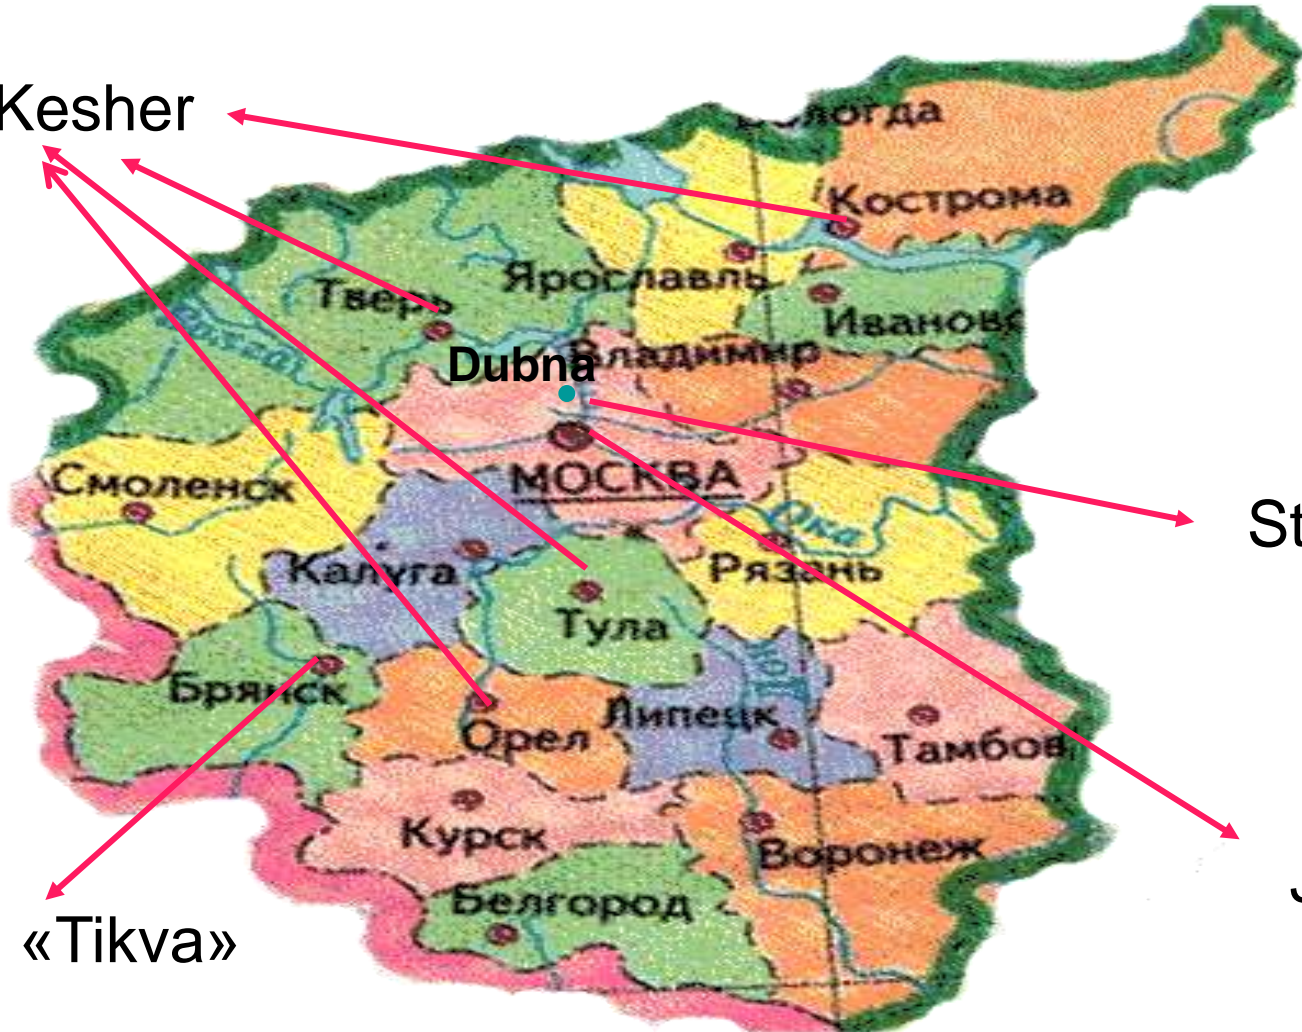 Kesher
Вологда
Кострома
Ярославль
Тверь
Иваново
Dubna
Владимир
МОСКВА
Смоленск
St
Ока
Калуга
Рязань
Тула
Брянск
Липецк
Орел
Тамбов
Курск
Воронеж
J
Белгород
«Tikva»